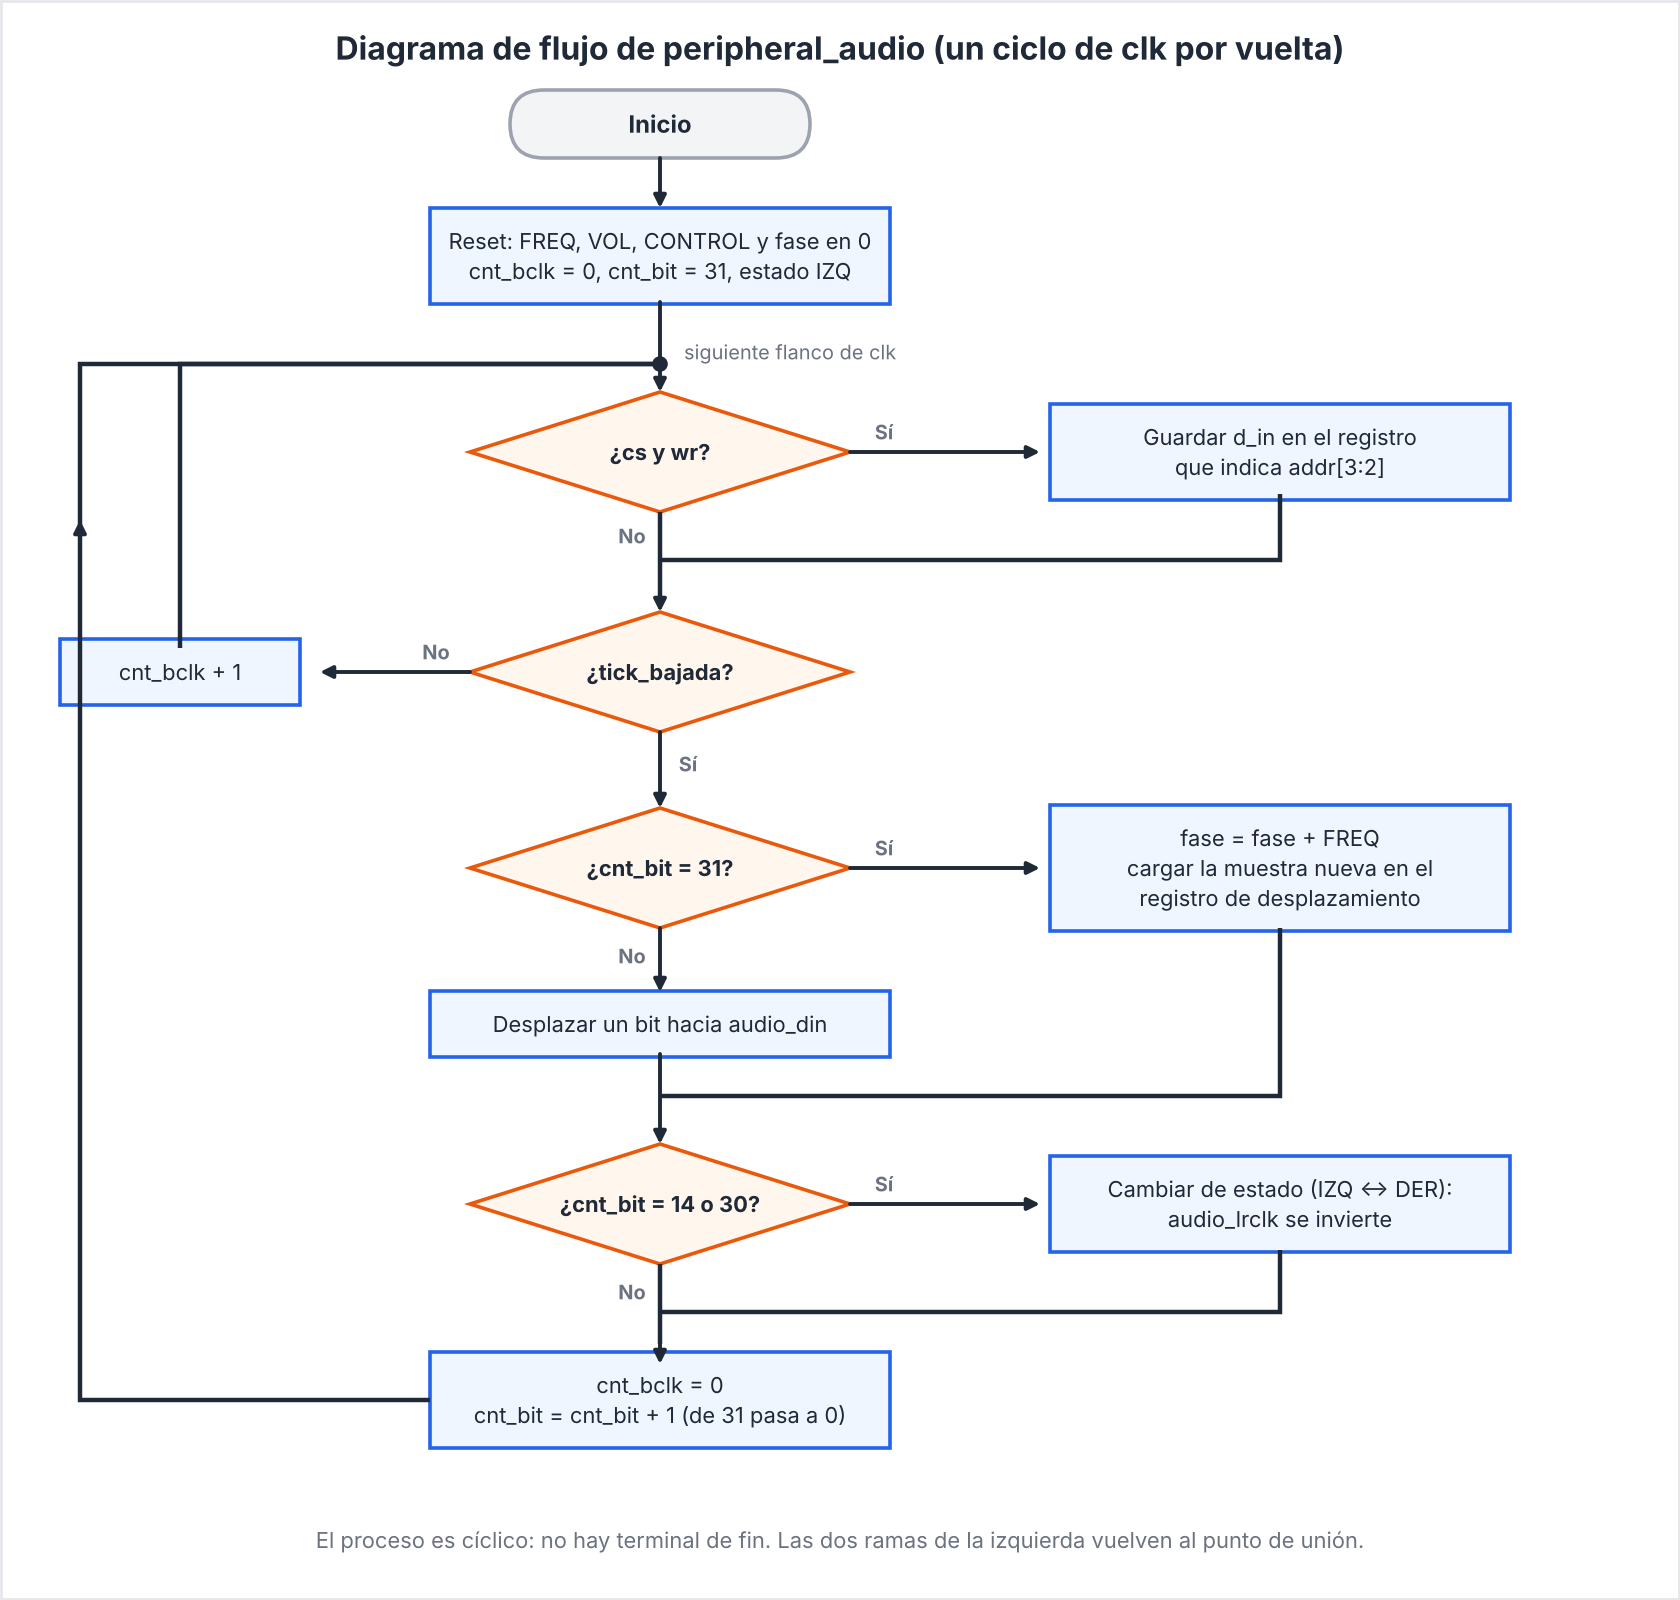 Diagrama de flujo de peripheral_audio (un ciclo de clk por vuelta)
Inicio
Reset: FREQ, VOL, CONTROL y fase en 0
cnt_bclk = 0, cnt_bit = 31, estado IZQ
siguiente flanco de clk
¿cs y wr?
Sí
Guardar d_in en el registro
que indica addr[3:2]
No
¿tick_bajada?
No
cnt_bclk + 1
Sí
¿cnt_bit = 31?
Sí
fase = fase + FREQ
cargar la muestra nueva en el
registro de desplazamiento
No
Desplazar un bit hacia audio_din
¿cnt_bit = 14 o 30?
Sí
Cambiar de estado (IZQ ↔ DER):
audio_lrclk se invierte
No
cnt_bclk = 0
cnt_bit = cnt_bit + 1 (de 31 pasa a 0)
El proceso es cíclico: no hay terminal de fin. Las dos ramas de la izquierda vuelven al punto de unión.